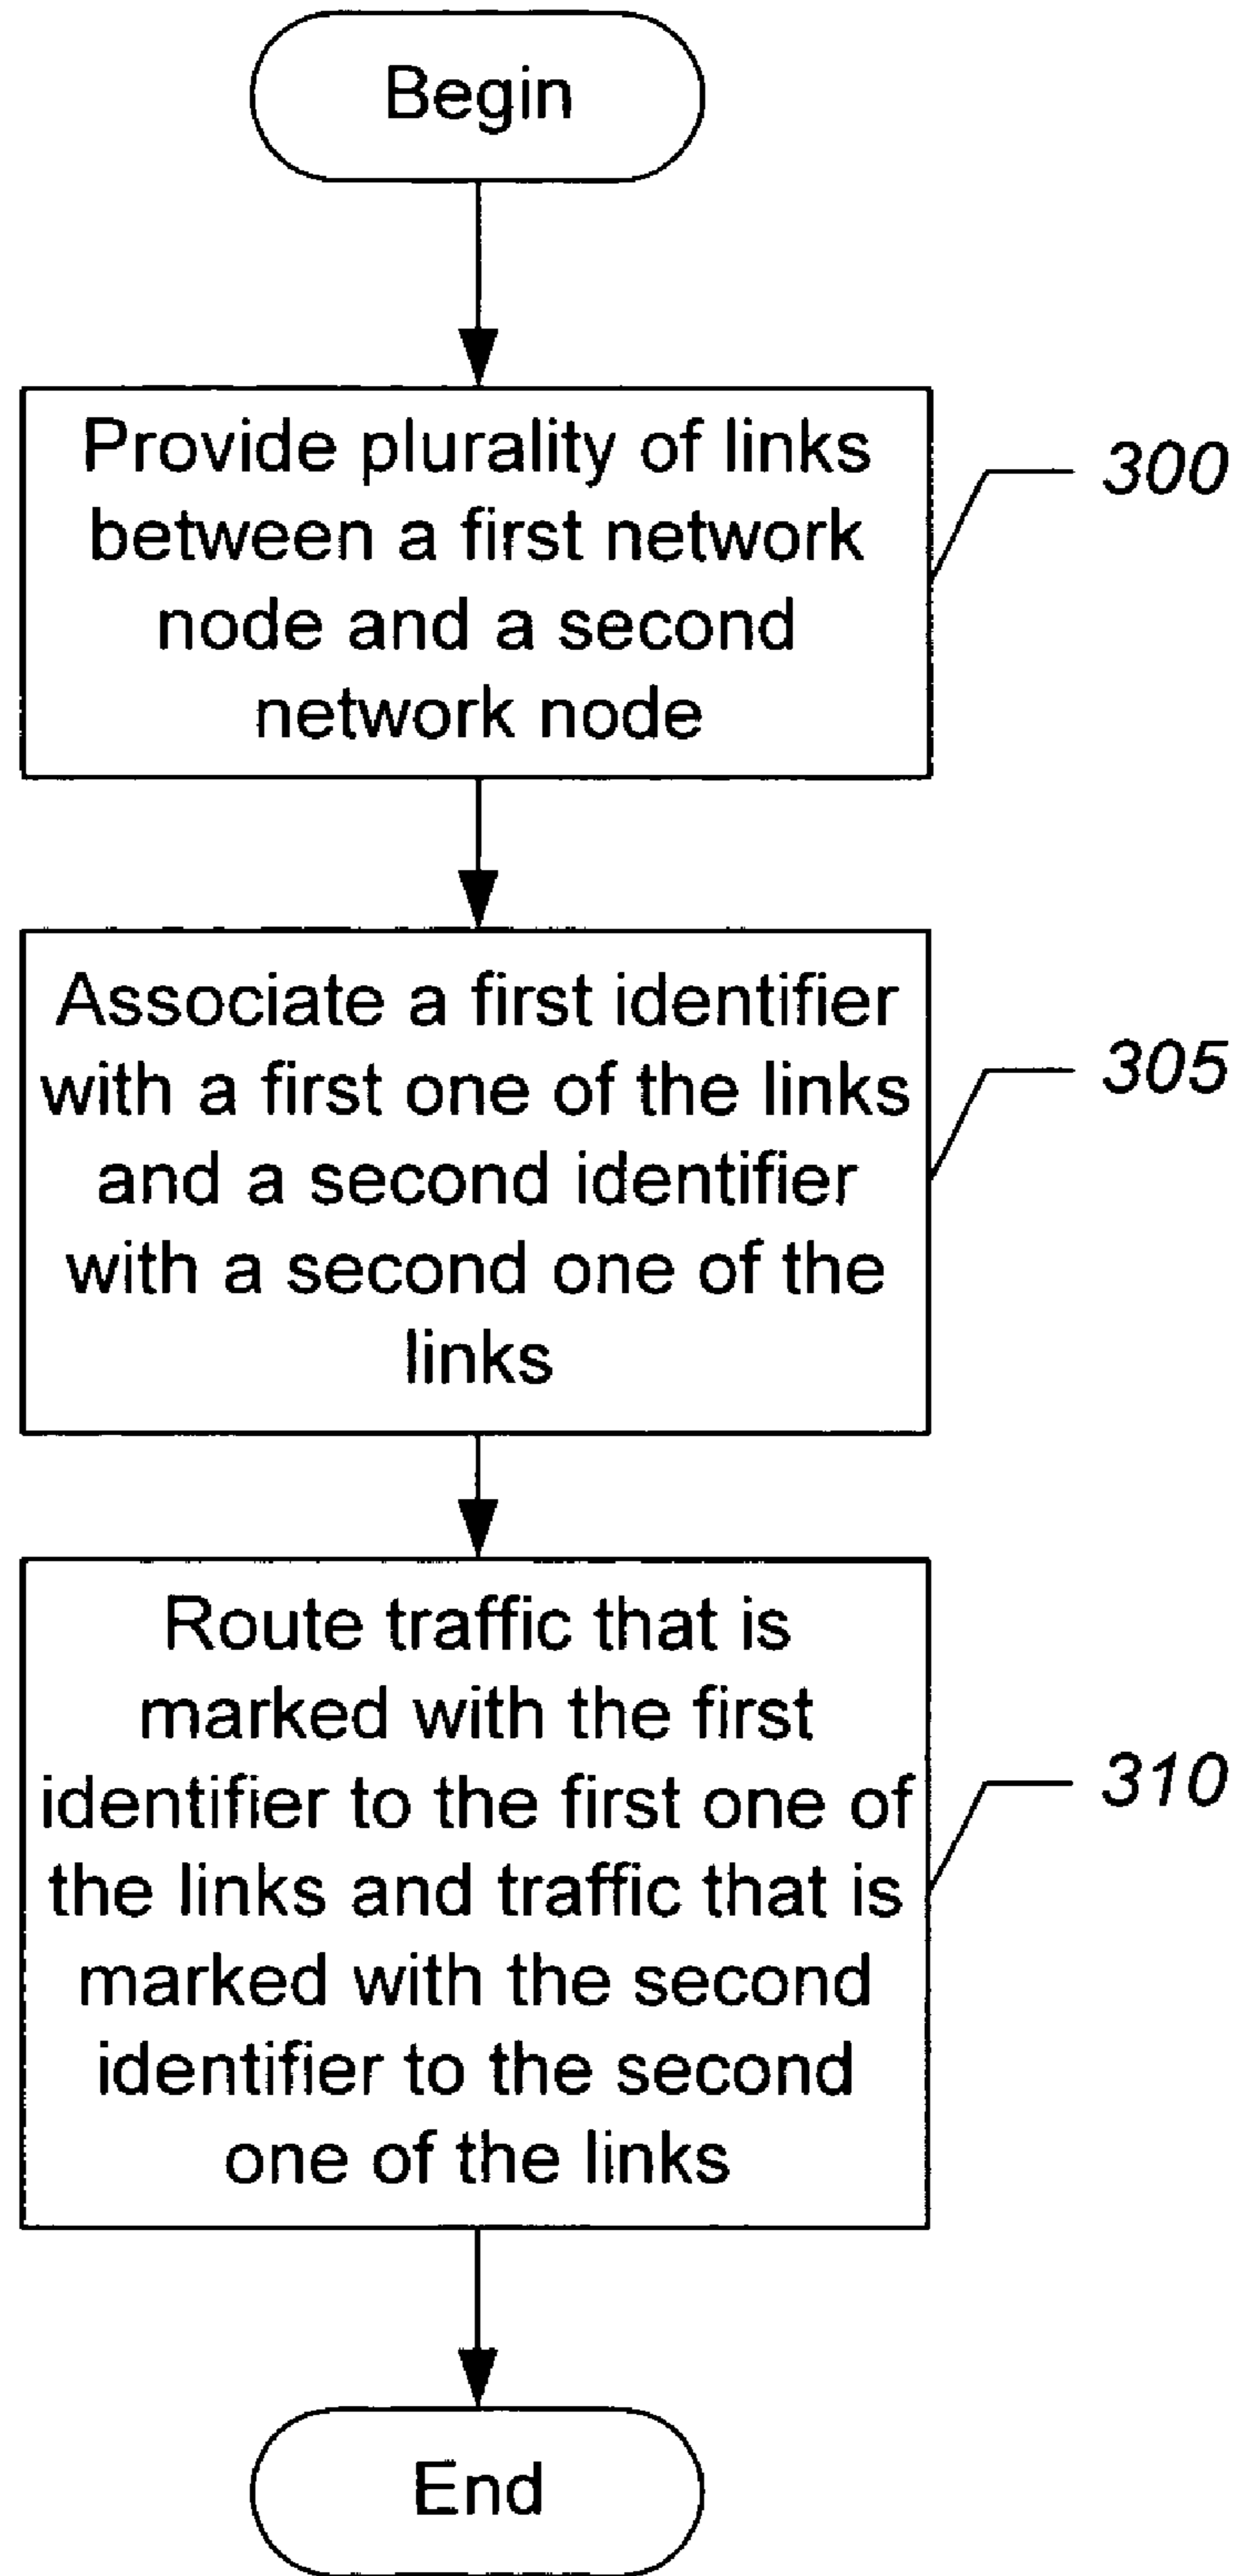 Begin
Provide plurality of links
between a first network
node and a second
network node
300
Associate a first identifier
with a first one of the links
and a second identifier
with a second one of the
links
305
Route traffic that is
marked with the first
identifier to the first one of
the links and traffic that is
marked with the second
identifier to the second
one of the links
310
End